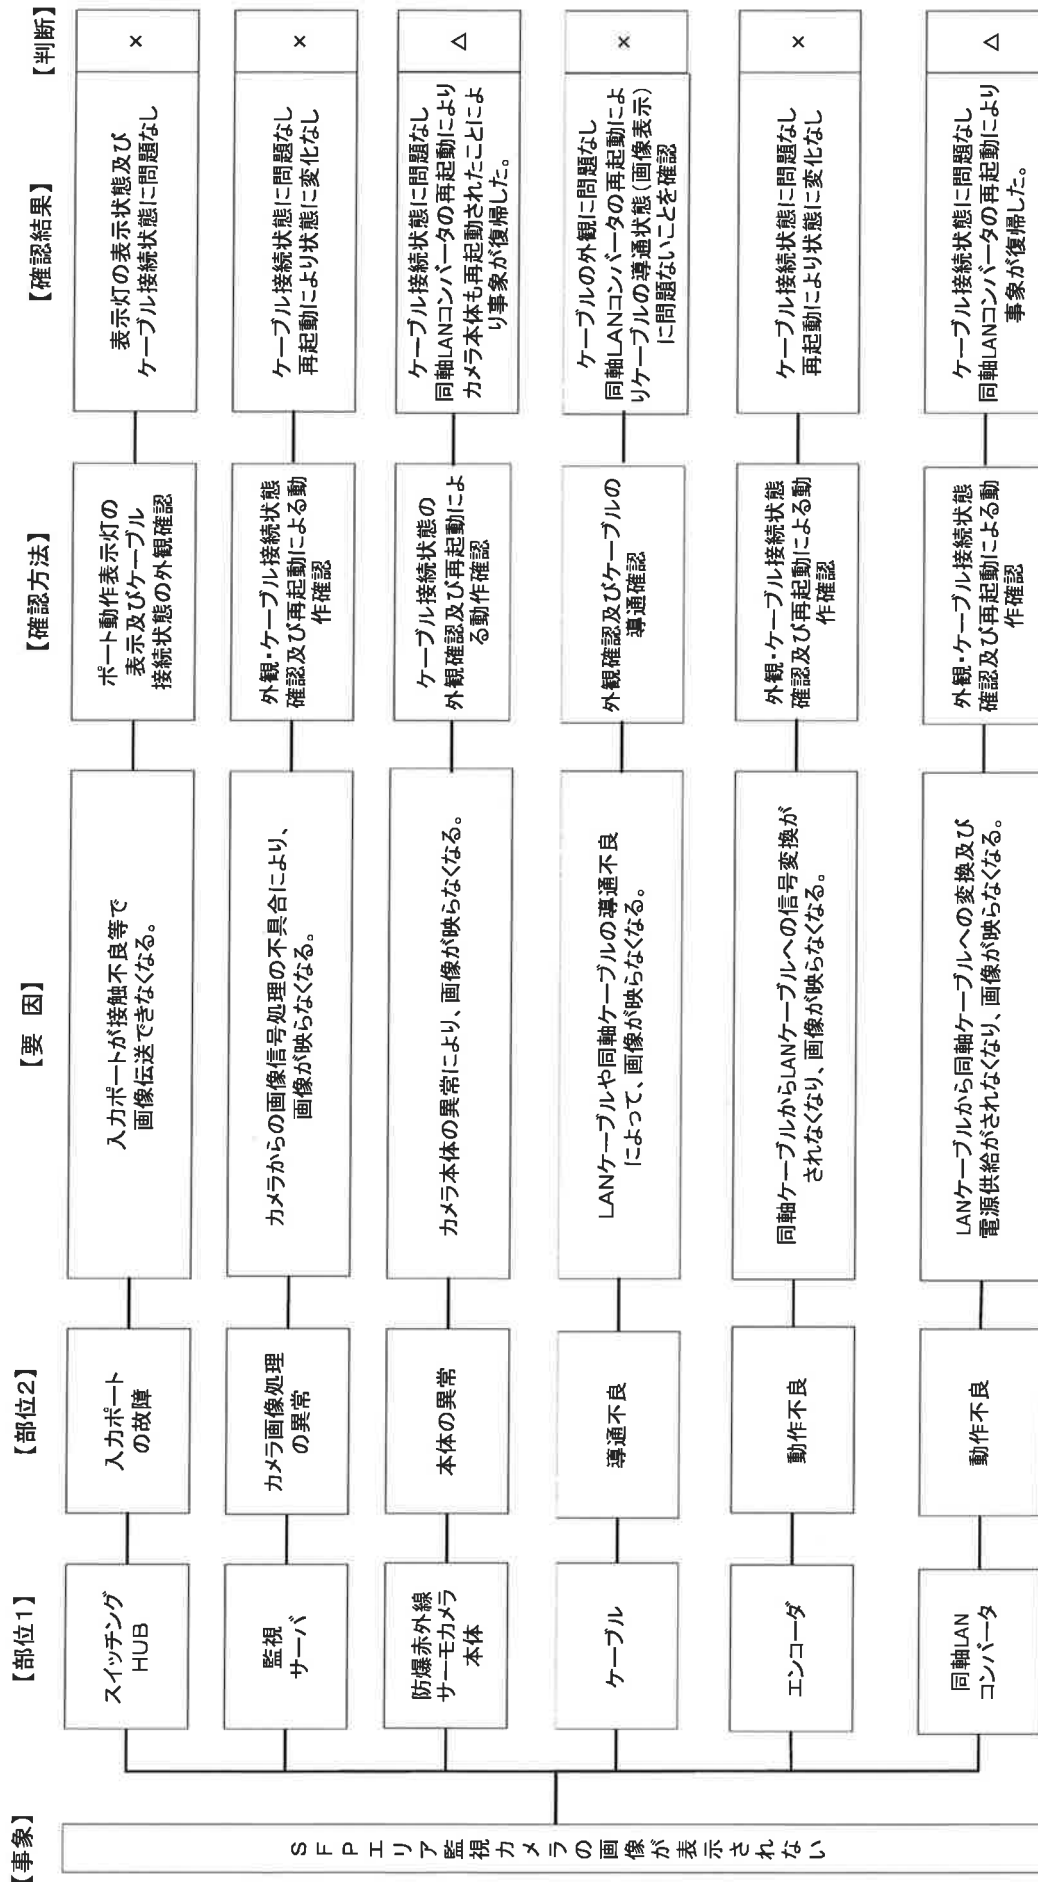 【事象】
【部位1】
【部位2】
【要 因】
【確認方法】
【確認結果】
【判断】
SFPエリア監視カメラの画像が表示されない
スイッチング
HUB
入力ポート
の故障
入力ポートが接触不良等で
画像伝送できなくなる。
ポート動作表示灯の
表示及びケーブル
接続状態の外観確認
表示灯の表示状態及び
ケーブル接続状態に問題なし
×
監視
サーバ
カメラ画像処理
の異常
カメラからの画像信号処理の不具合により、
画像が映らなくなる。
外観・ケーブル接続状態
確認及び再起動による動
作確認
ケーブル接続状態に問題なし
再起動により状態に変化なし
×
防爆赤外線
サーモカメラ
本体
本体の異常
カメラ本体の異常により、画像が映らなくなる。
ケーブル接続状態の
外観確認及び再起動によ
る動作確認
ケーブル接続状態に問題なし
同軸LANコンバータの再起動により
カメラ本体も再起動されたことによ
り事象が復帰した。
△
ケーブル
導通不良
LANケーブルや同軸ケーブルの導通不良
によって、画像が映らなくなる。
外観確認及びケーブルの
導通確認
ケーブルの外観に問題なし
同軸LANコンバータの再起動によ
りケーブルの導通状態(画像表示)
に問題ないことを確認
×
エンコーダ
動作不良
同軸ケーブルからLANケーブルへの信号変換が
されなくなり、画像が映らなくなる。
外観・ケーブル接続状態
確認及び再起動による動
作確認
ケーブル接続状態に問題なし
再起動により状態に変化なし
×
同軸LAN
コンバータ
動作不良
LANケーブルから同軸ケーブルへの変換及び
電源供給がされなくなり、画像が映らなくなる。
外観・ケーブル接続状態
確認及び再起動による動
作確認
ケーブル接続状態に問題なし
同軸LANコンバータの再起動により
事象が復帰した。
△